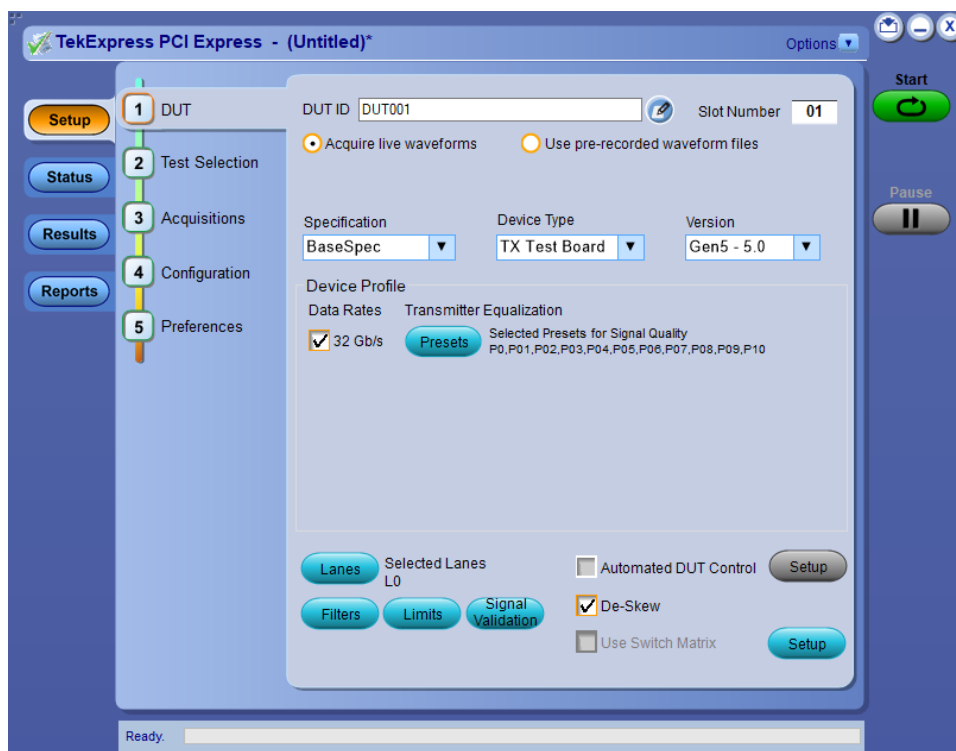 TekExpress PCI Express - (Untitled)*
Options
X
Start
Pause
Setup
Status
Results
Reports
1 DUT
2 Test Selection
3 Acquisitions
4 Configuration
5 Preferences
DUT ID DUT001 Slot Number 01
Acquire live waveforms Use pre-recorded waveform files
Specification Device Type Version
BaseSpec TX Test Board Gen5 - 5.0
Device Profile
Data Rates Transmitter Equalization
32 Gb/s Presets Selected Presets for Signal Quality
P0,P01,P02,P03,P04,P05,P06,P07,P08,P09,P10
Lanes Selected Lanes
L0
Automated DUT Control Setup
Filters Limits Signal Validation
De-Skew
Use Switch Matrix Setup
Ready.